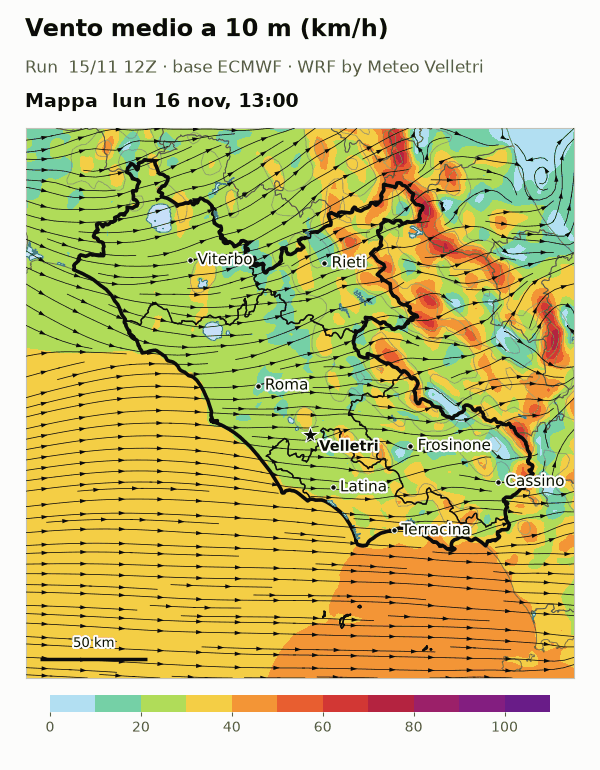 Vento medio a 10 m (km/h)
Run  15/11 12Z · base ECMWF · WRF by Meteo Velletri
Mappa  lun 16 nov, 13:00
Viterbo
Rieti
Roma
Velletri
Frosinone
Latina
Cassino
Terracina
50 km
0 20 40 60 80 100